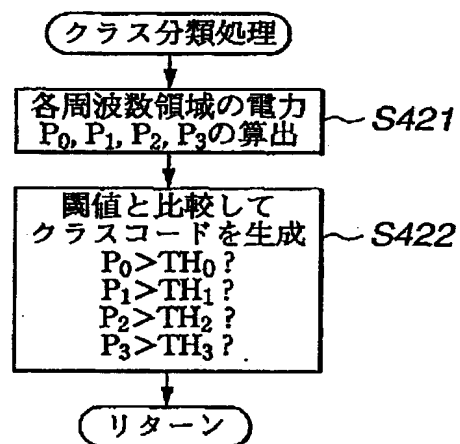 クラス分類処理
各周波数領域の電力
P0, P1, P2, P3の算出
S421
閾値と比較して
クラスコードを生成
S422
P0>TH0?
P1>TH1?
P2>TH2?
P3>TH3?
リターン